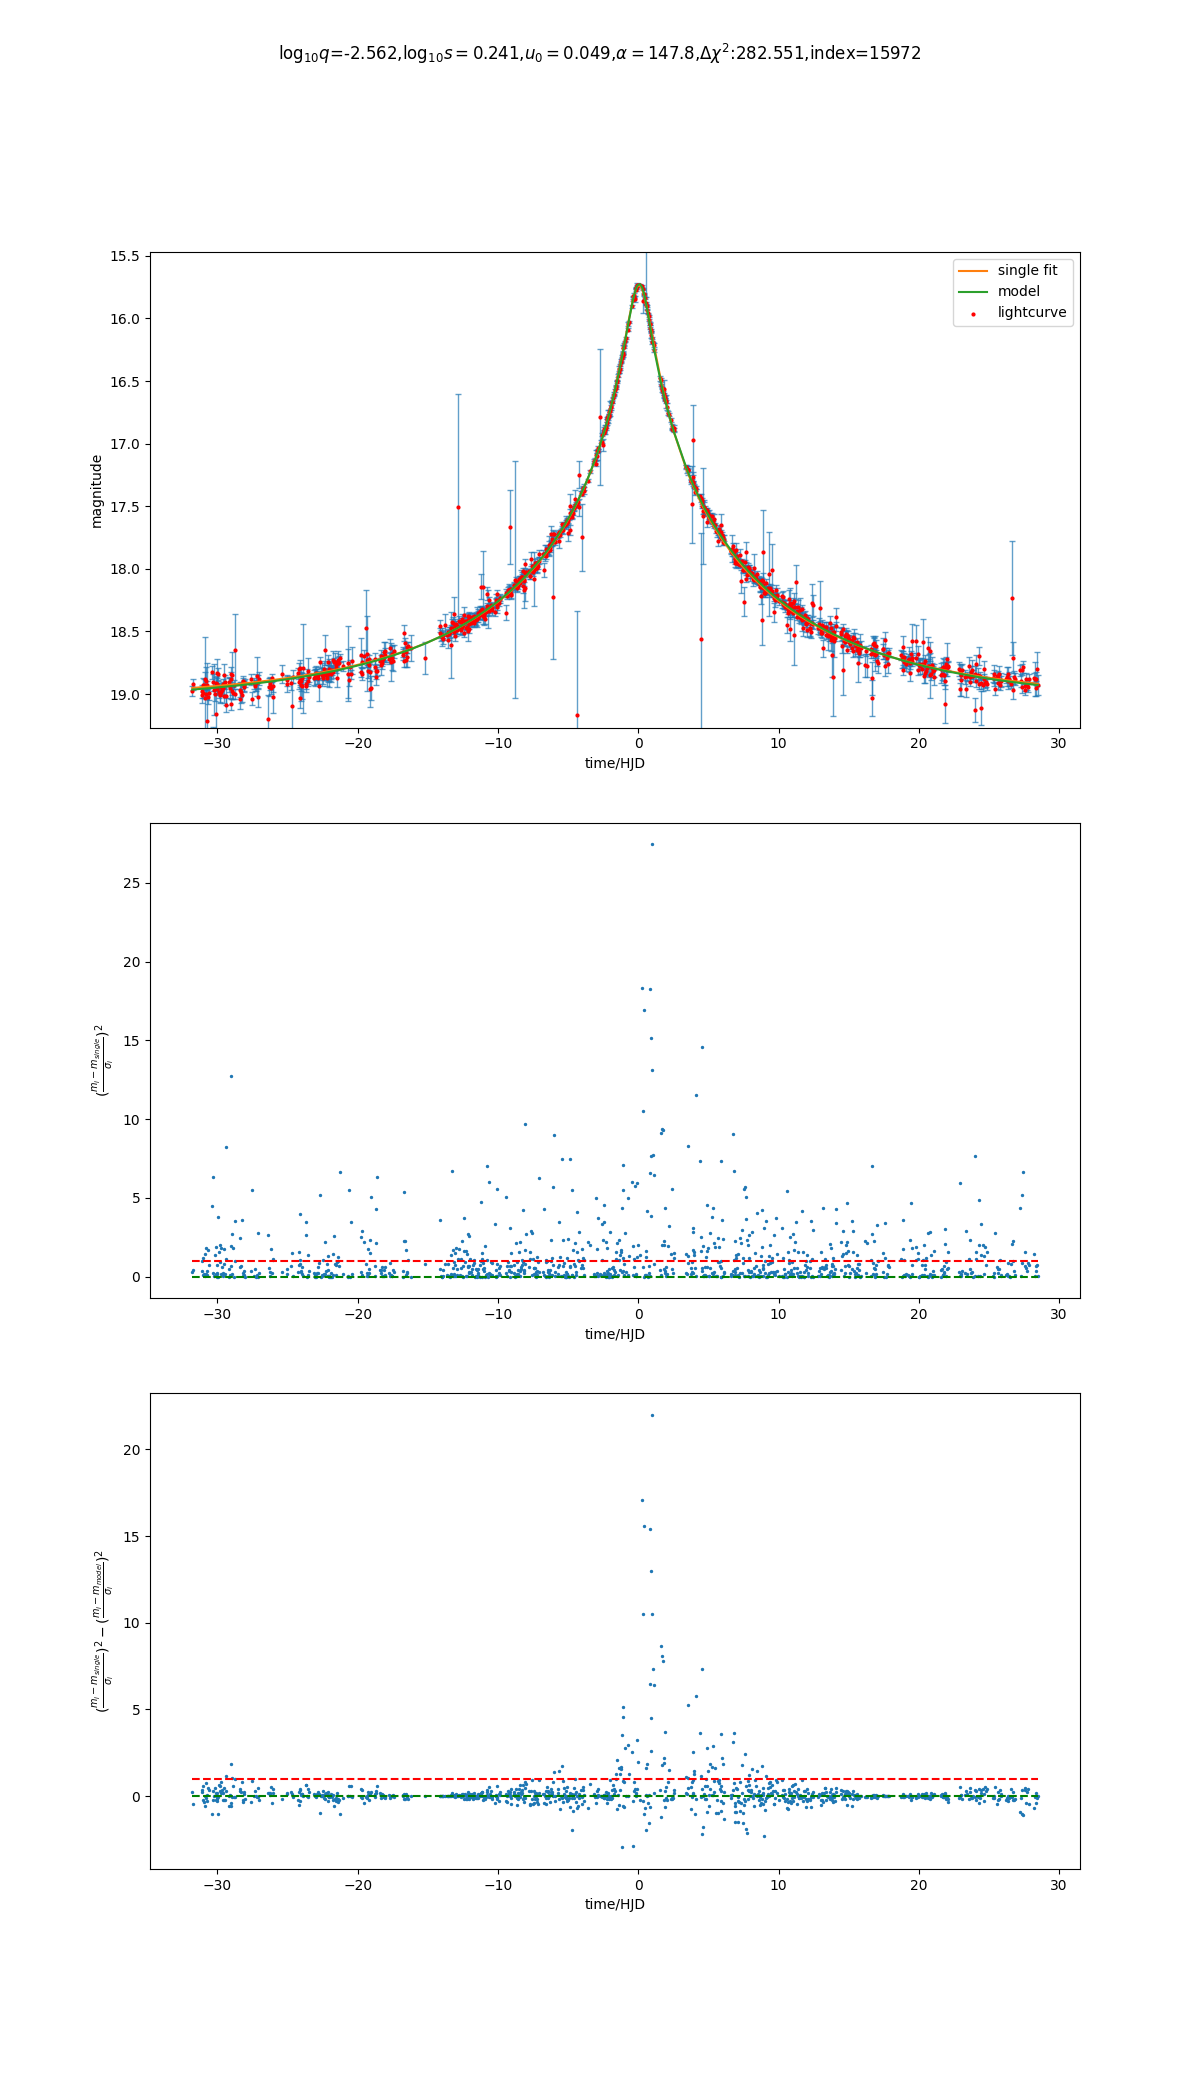 log₁₀q=-2.562,log₁₀s = 0.241,u₀ = 0.049,α = 147.8,Δχ²:282.551,index=15972
15.5
16.0
16.5
17.0
17.5
18.0
18.5
19.0
magnitude
single fit
model
lightcurve
−30 −20 −10 0 10 20 30
time/HJD
25
20
15
10
5
0
(mᵢ − m_single / σᵢ)²
−30 −20 −10 0 10 20 30
time/HJD
20
15
10
5
0
(mᵢ − m_single / σᵢ)² − (mᵢ − m_model / σᵢ)²
−30 −20 −10 0 10 20 30
time/HJD